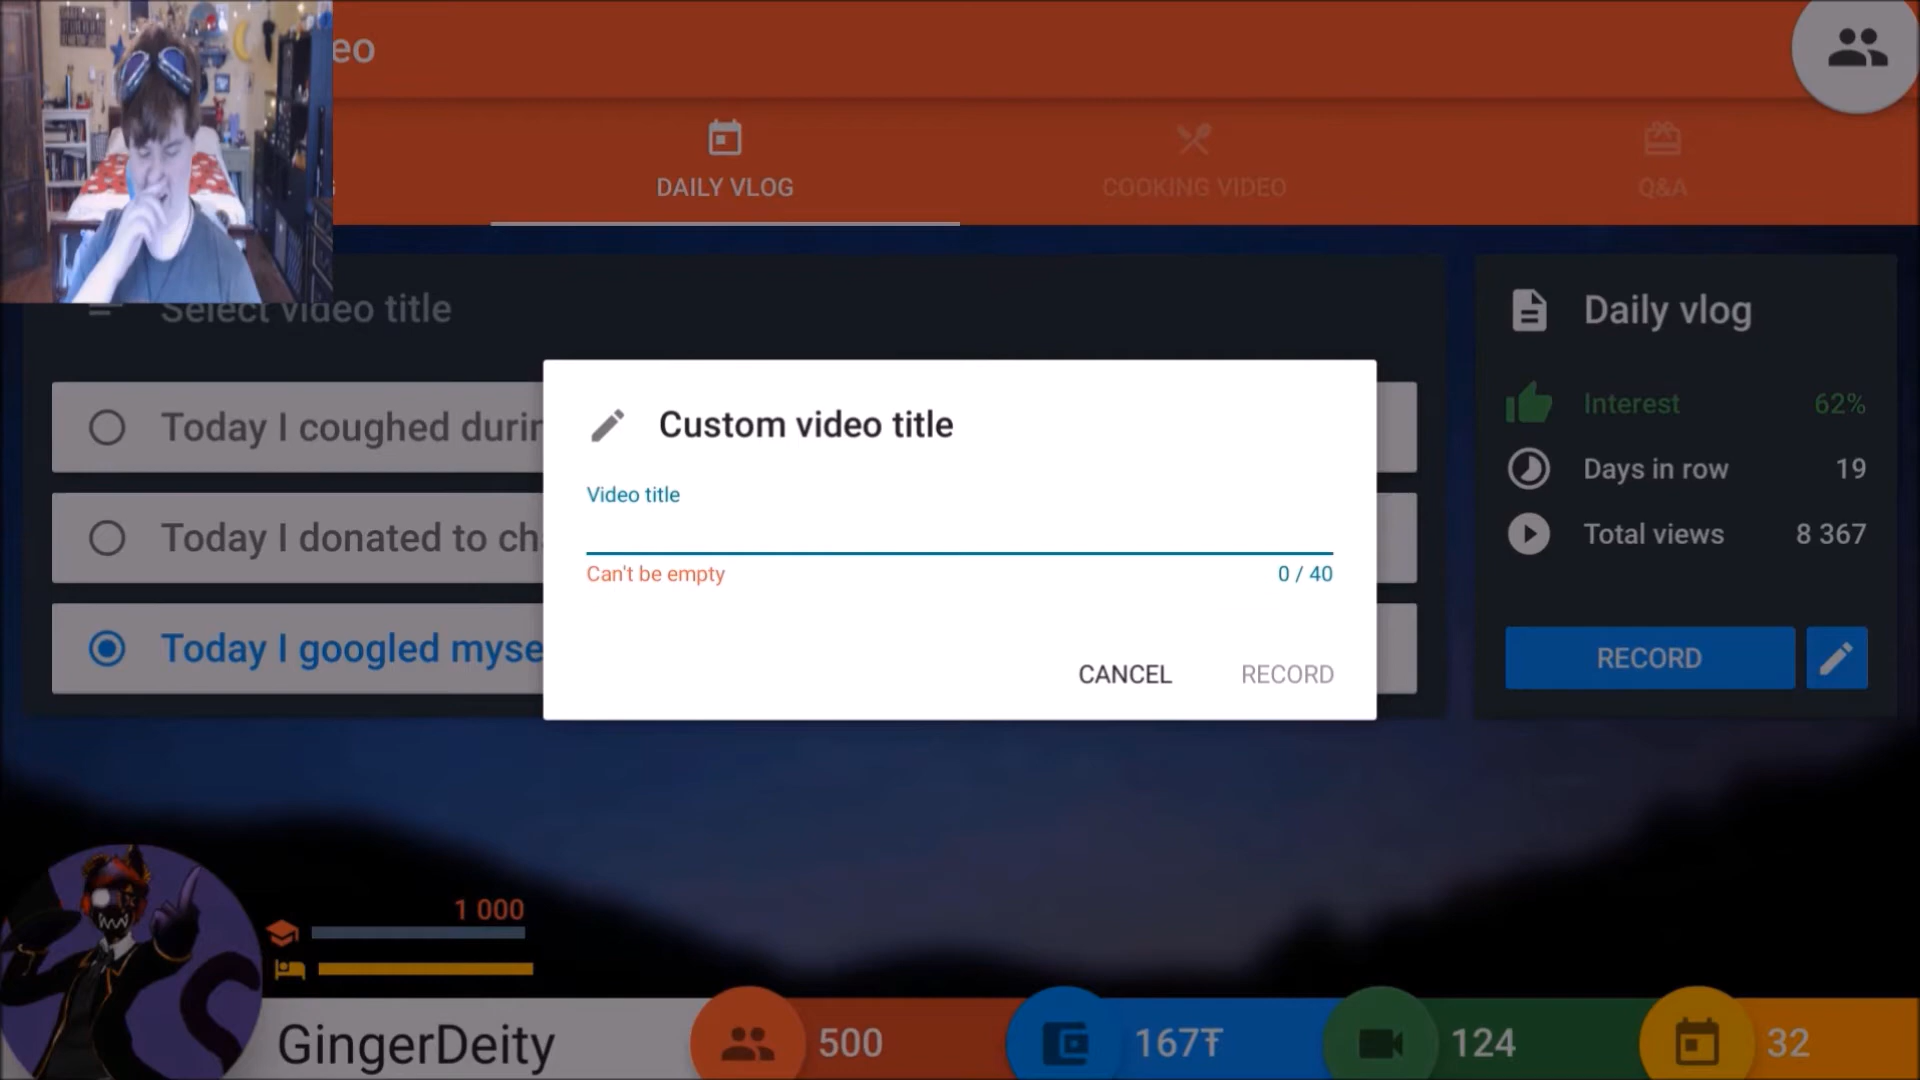 eo
DAILY VLOG
COOKING VIDEO
Q&A
Select video title
Today I coughed durin
Today I donated to ch
Today I googled myse
Custom video title
Video title
Can't be empty
0 / 40
CANCEL
RECORD
Daily vlog
Interest 62%
Days in row 19
Total views 8 367
RECORD
1 000
GingerDeity
500
167Ŧ
124
32